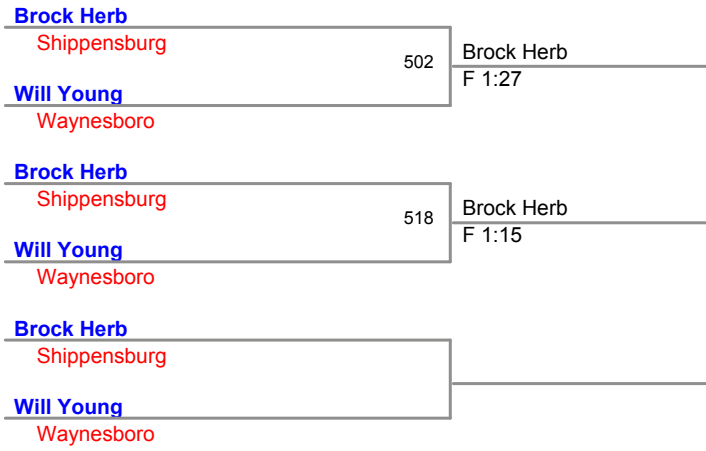 Brock Herb
Shippensburg
502
Brock Herb
F 1:27
Will Young
Waynesboro
Brock Herb
Shippensburg
518
Brock Herb
F 1:15
Will Young
Waynesboro
Brock Herb
Shippensburg
Will Young
Waynesboro